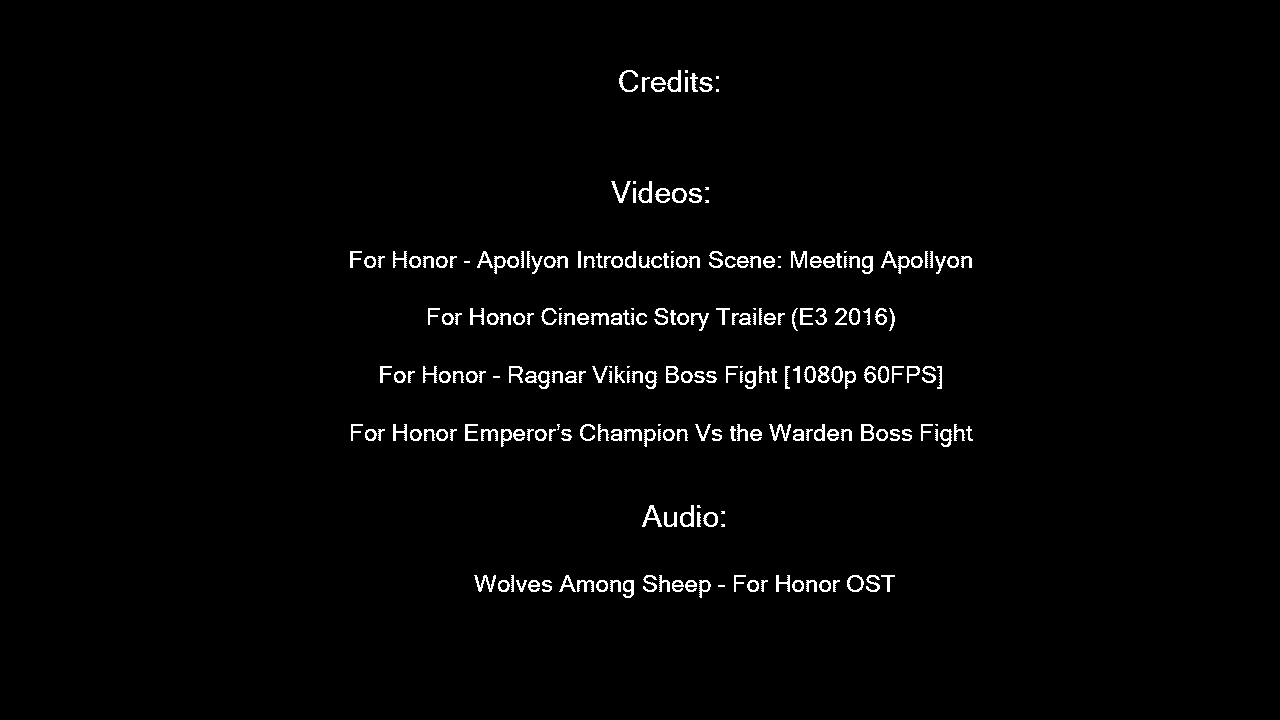 Credits:
Videos:
For Honor - Apollyon Introduction Scene: Meeting Apollyon
For Honor Cinematic Story Trailer (E3 2016)
For Honor - Ragnar Viking Boss Fight [1080p 60FPS]
For Honor Emperor’s Champion Vs the Warden Boss Fight
Audio:
Wolves Among Sheep - For Honor OST